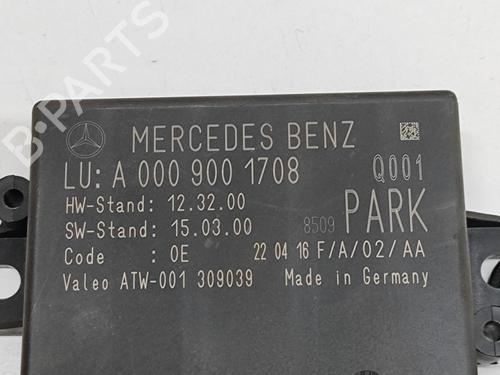 B-PARTS
MERCEDES BENZ
LU: A 000 900 1708 Q001
HW-Stand: 12.32.00
SW-Stand: 15.03.00 8509 PARK
Code : 0E 22 04 16 F/A/02/AA
Valeo ATW-001 309039 Made in Germany